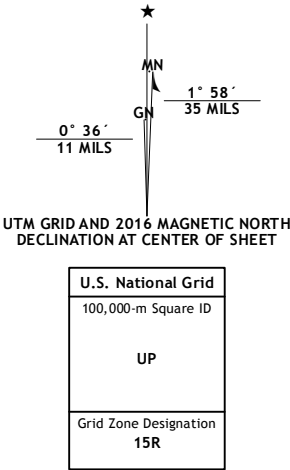 ★
MN
1° 58´
35 MILS
GN
0° 36´
11 MILS
UTM GRID AND 2016 MAGNETIC NORTH
DECLINATION AT CENTER OF SHEET
U.S. National Grid
100,000-m Square ID
UP
Grid Zone Designation
15R